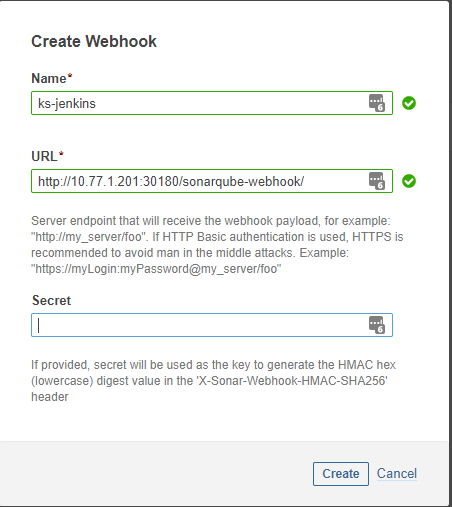 Create Webhook
Name*
ks-jenkins
6
URL*
http://10.77.1.201:30180/sonarqube-webhook/
6
Server endpoint that will receive the webhook payload, for example:
"http://my_server/foo". If HTTP Basic authentication is used, HTTPS is
recommended to avoid man in the middle attacks. Example:
"https://myLogin:myPassword@my_server/foo"
Secret
6
If provided, secret will be used as the key to generate the HMAC hex
(lowercase) digest value in the 'X-Sonar-Webhook-HMAC-SHA256'
header
Create Cancel